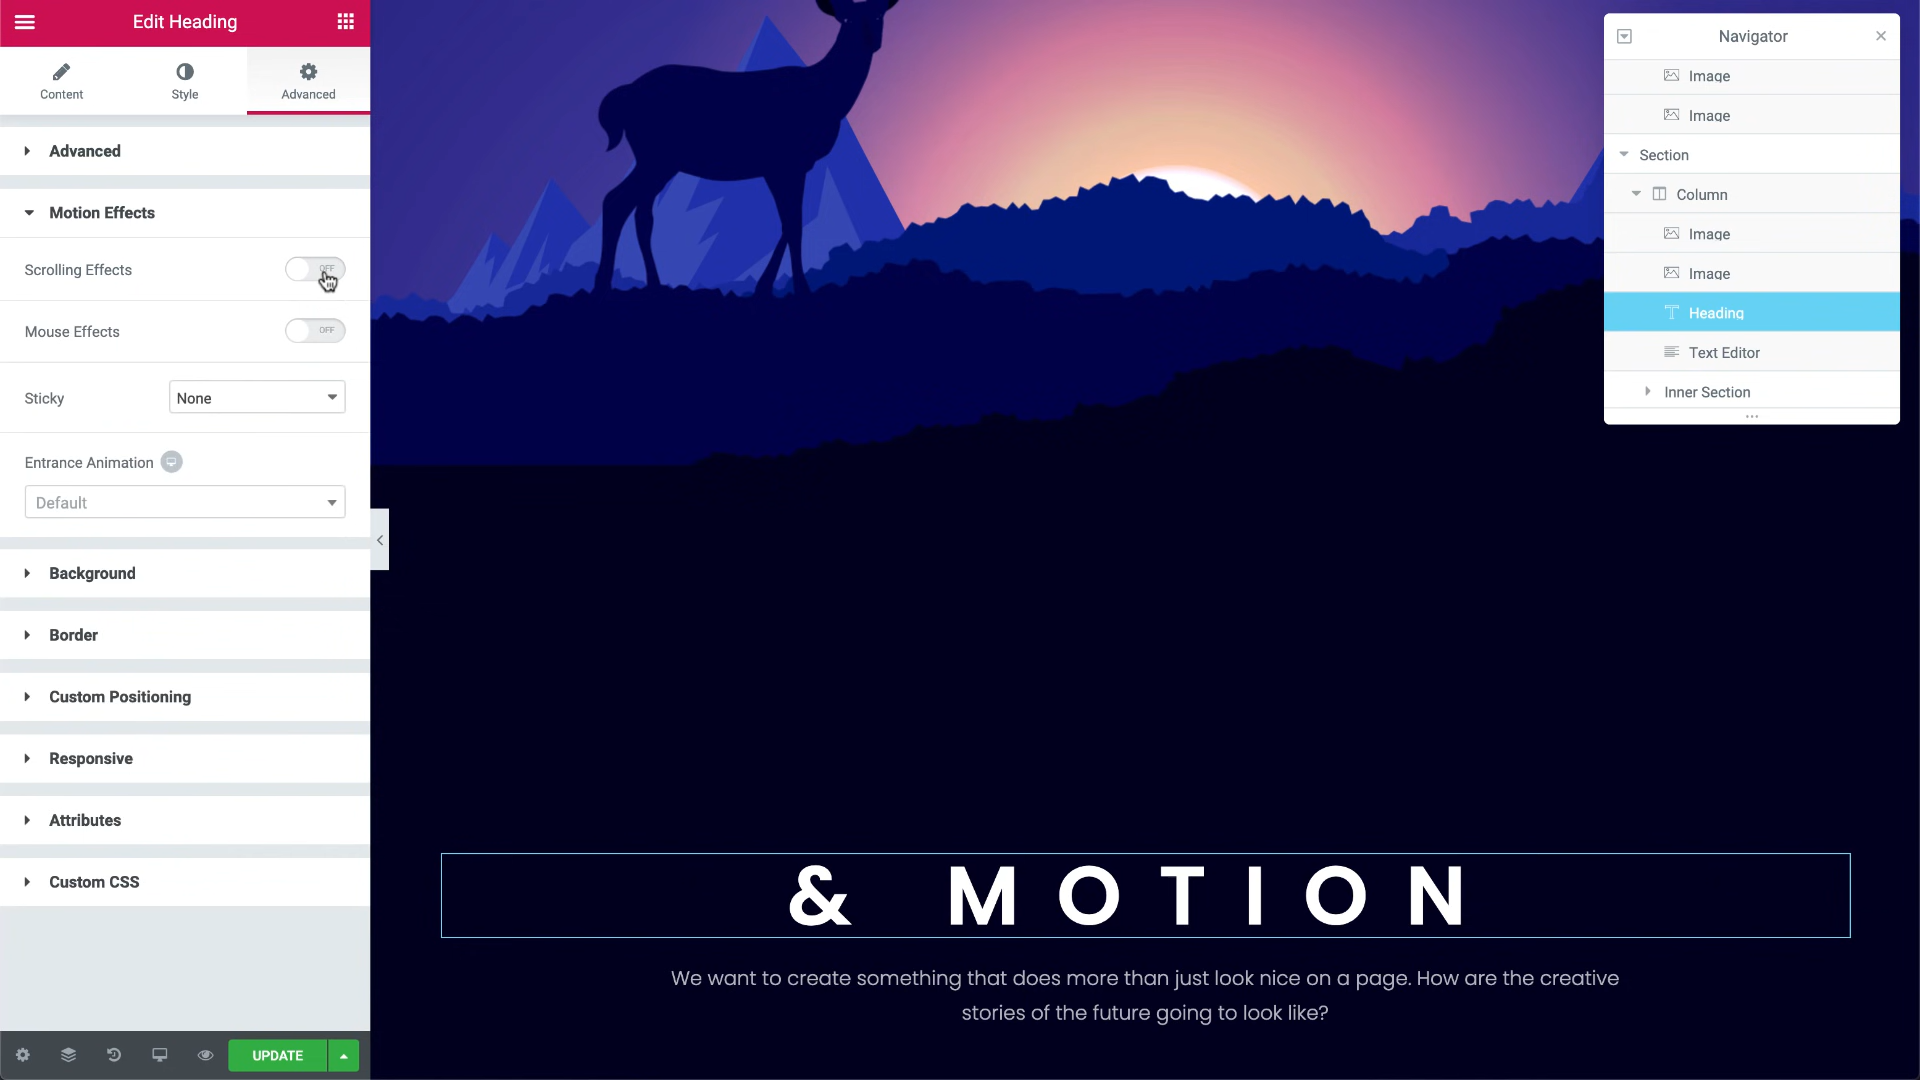 Edit Heading
Content
Style
Advanced
Advanced
Motion Effects
Scrolling Effects
OFF
Mouse Effects
OFF
Sticky
None
Entrance Animation
Default
Background
Border
Custom Positioning
Responsive
Attributes
Custom CSS
UPDATE
& MOTION
We want to create something that does more than just look nice on a page. How are the creative
stories of the future going to look like?
Navigator
Image
Image
Section
Column
Image
Image
Heading
Text Editor
Inner Section